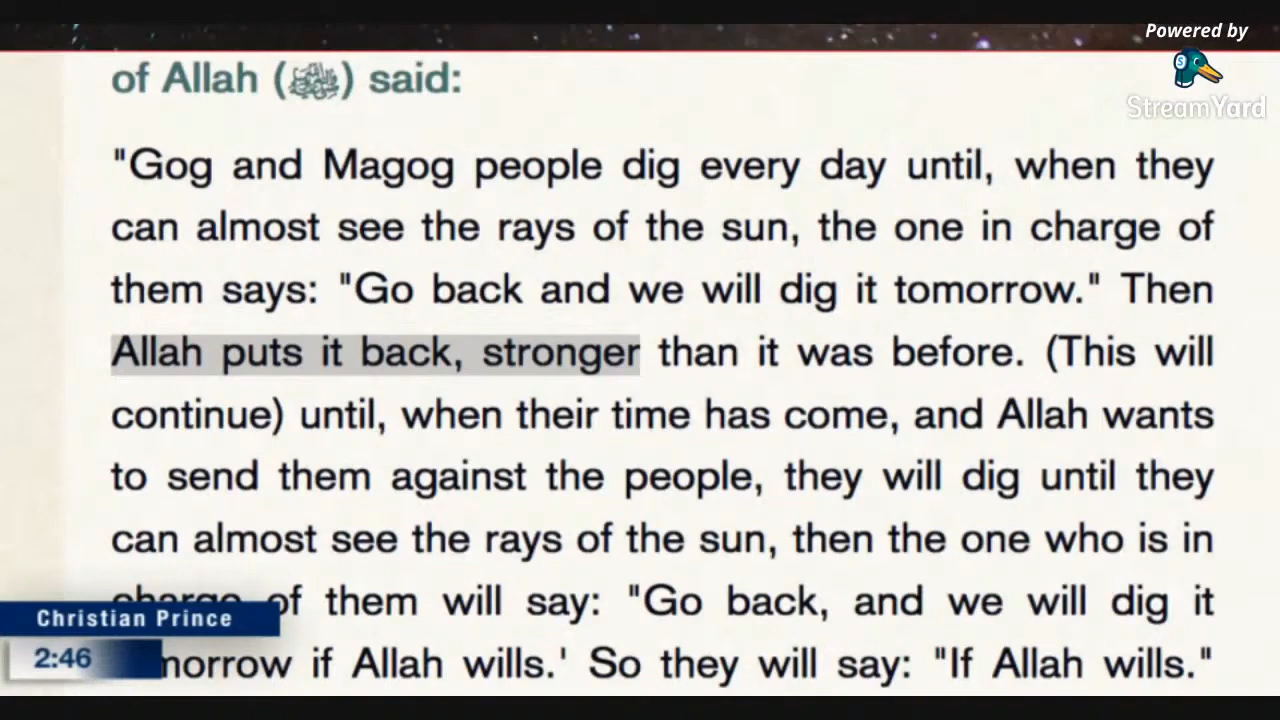 Powered by
StreamYard
of Allah (ﷺ) said:
"Gog and Magog people dig every day until, when they
can almost see the rays of the sun, the one in charge of
them says: "Go back and we will dig it tomorrow." Then
Allah puts it back, stronger than it was before. (This will
continue) until, when their time has come, and Allah wants
to send them against the people, they will dig until they
can almost see the rays of the sun, then the one who is in
charge of them will say: "Go back, and we will dig it
morrow if Allah wills.' So they will say: "If Allah wills."
Christian Prince
2:46